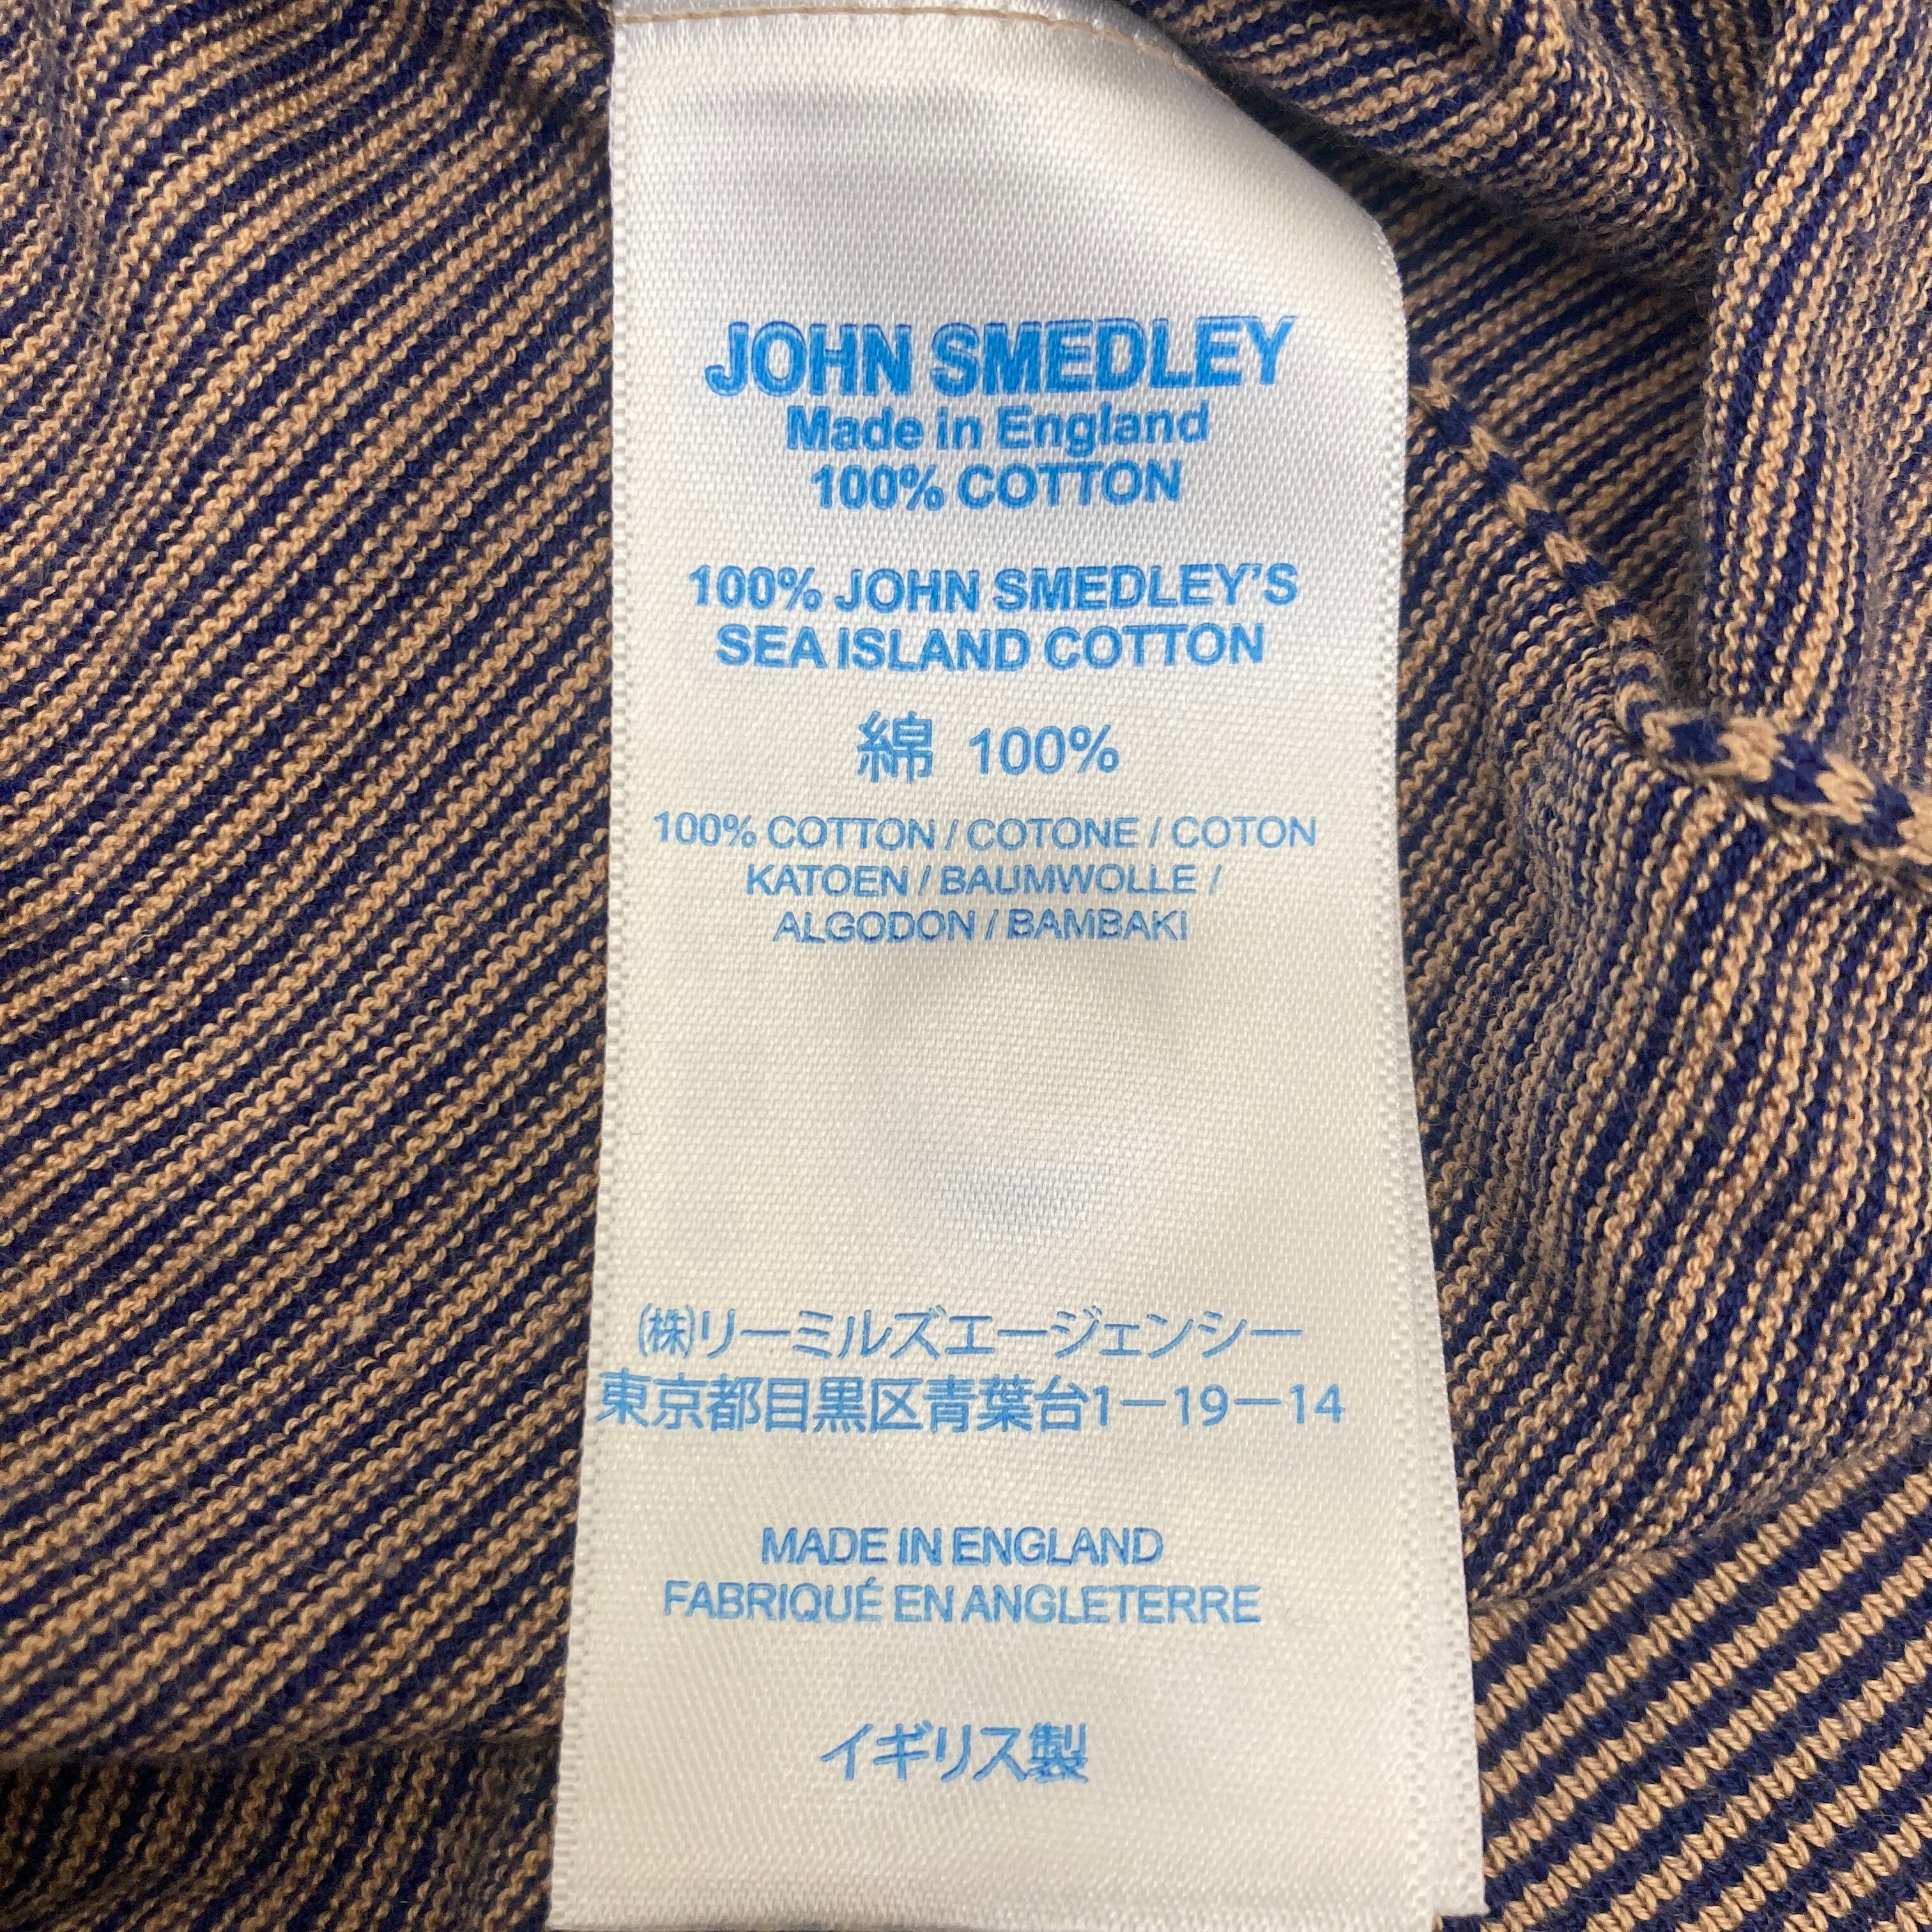 JOHN SMEDLEY
Made in England
100% COTTON
100% JOHN SMEDLEY'S
SEA ISLAND COTTON
綿 100%
100% COTTON / COTONE / COTON
KATOEN / BAUMWOLLE /
ALGODON / BAMBAKI
(株)リーミルズエージェンシー
東京都目黒区青葉台1－19－14
MADE IN ENGLAND
FABRIQUÉ EN ANGLETERRE
イギリス製